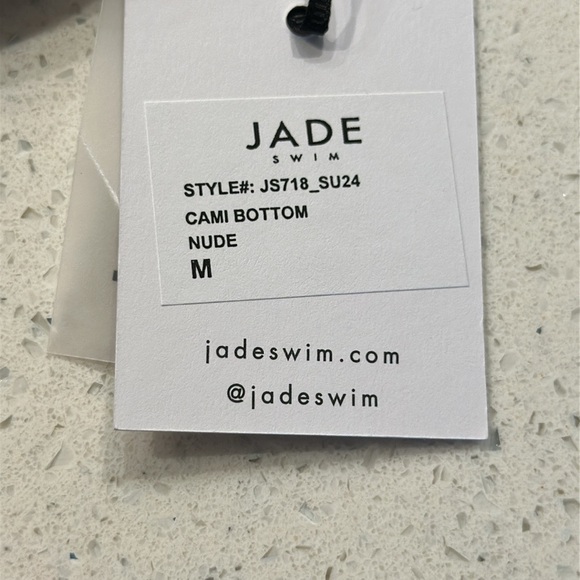 JADE
SWIM
STYLE#: JS718_SU24
CAMI BOTTOM
NUDE
M
jadeswim.com
@jadeswim